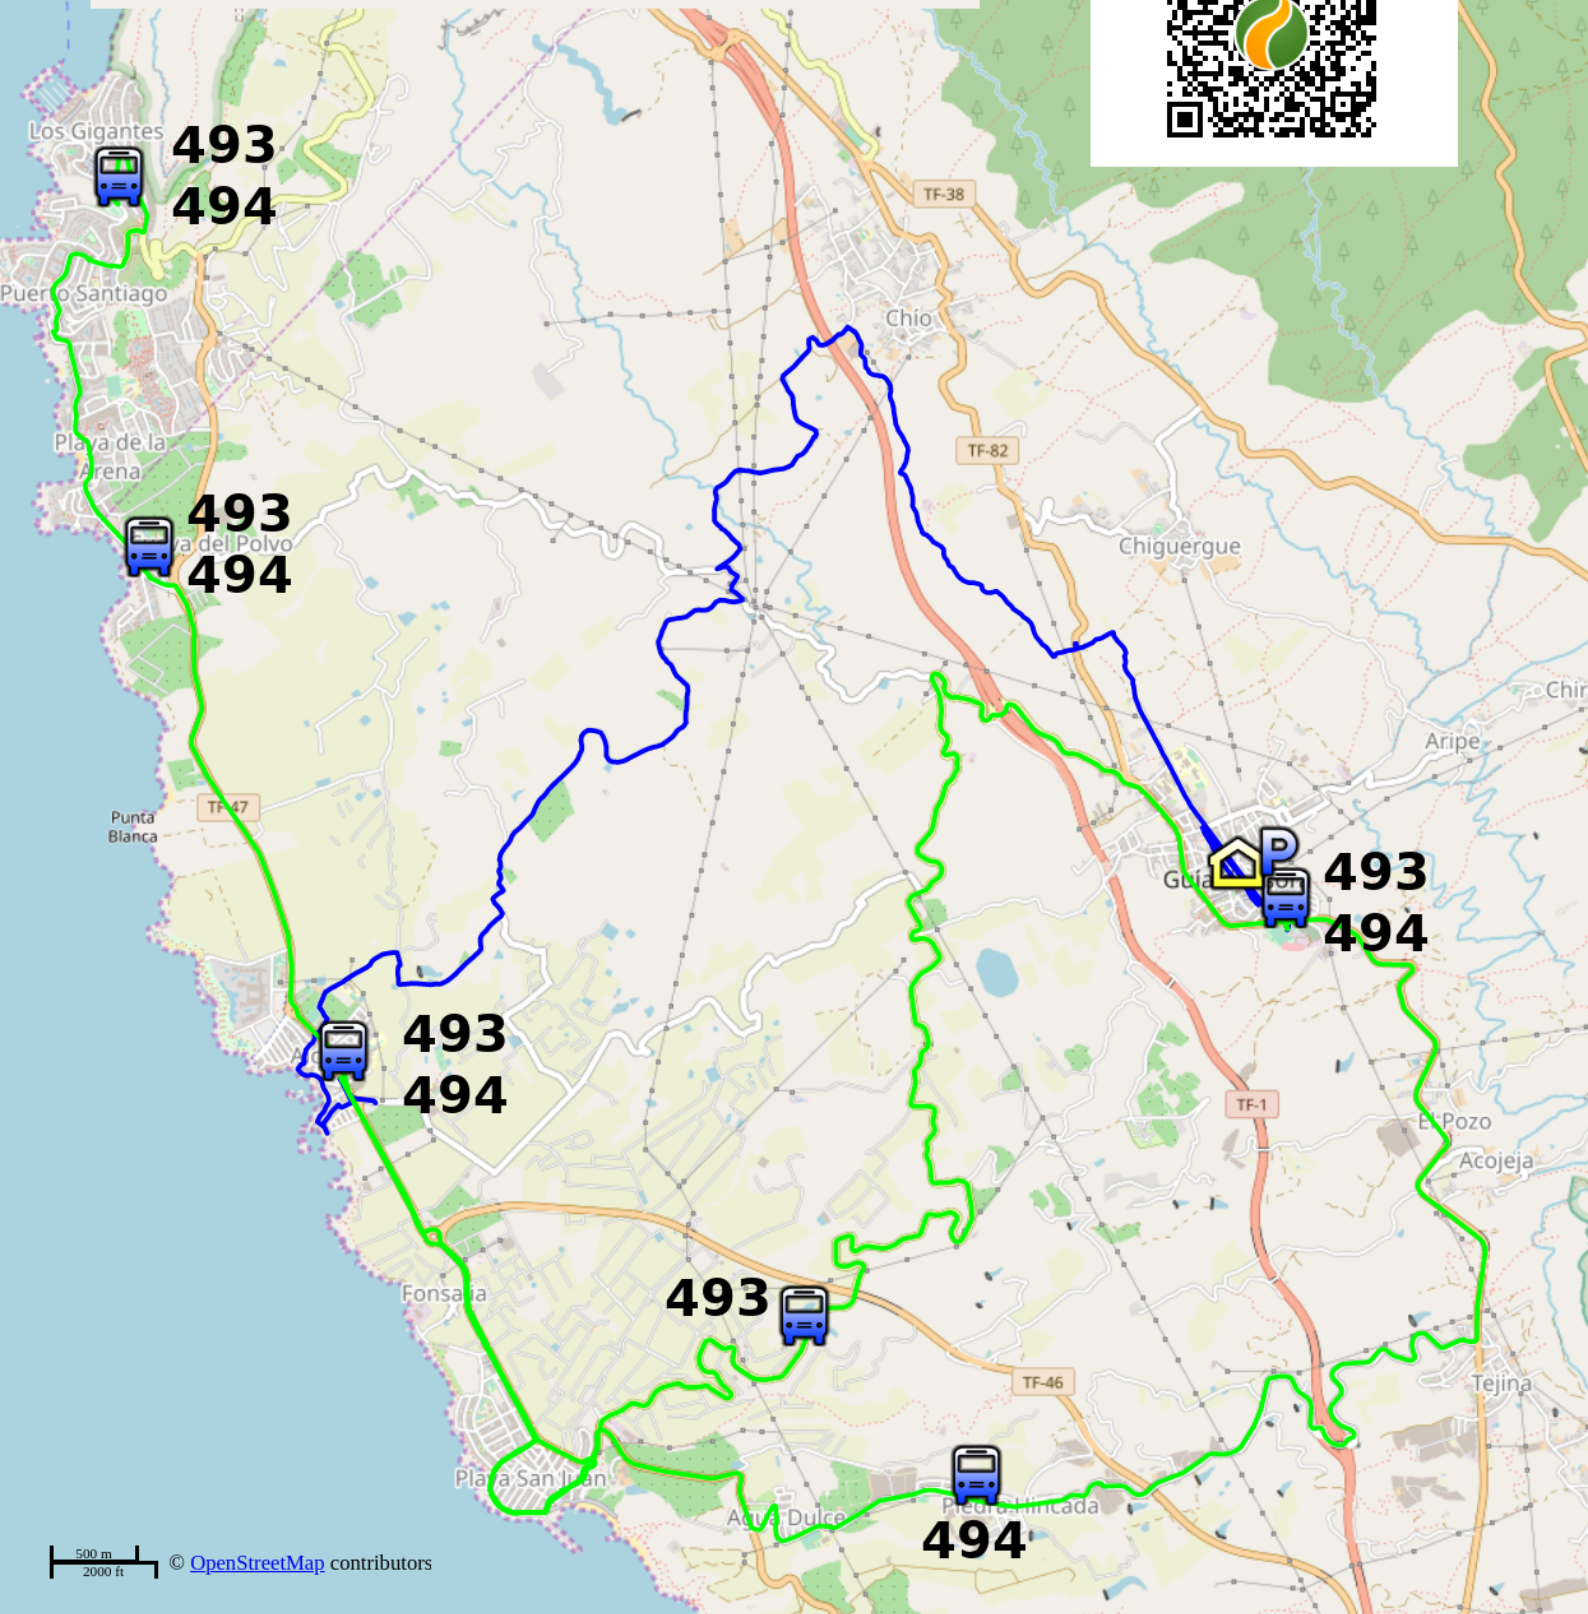 Los Gigantes
493
494
TF-38
Puerto Santiago
Chío
Playa de la
Arena
TF-82
493
494
Chiguergue
Chir
Aripe
TF-47
Punta
Blanca
P
493
494
493
494
TF-1
El Pozo
Acojeja
Fonsalía
493
TF-46
Tejina
Playa San Juan
Agua Dulce
Piedra Hincada
494
500 m
2000 ft
© OpenStreetMap contributors